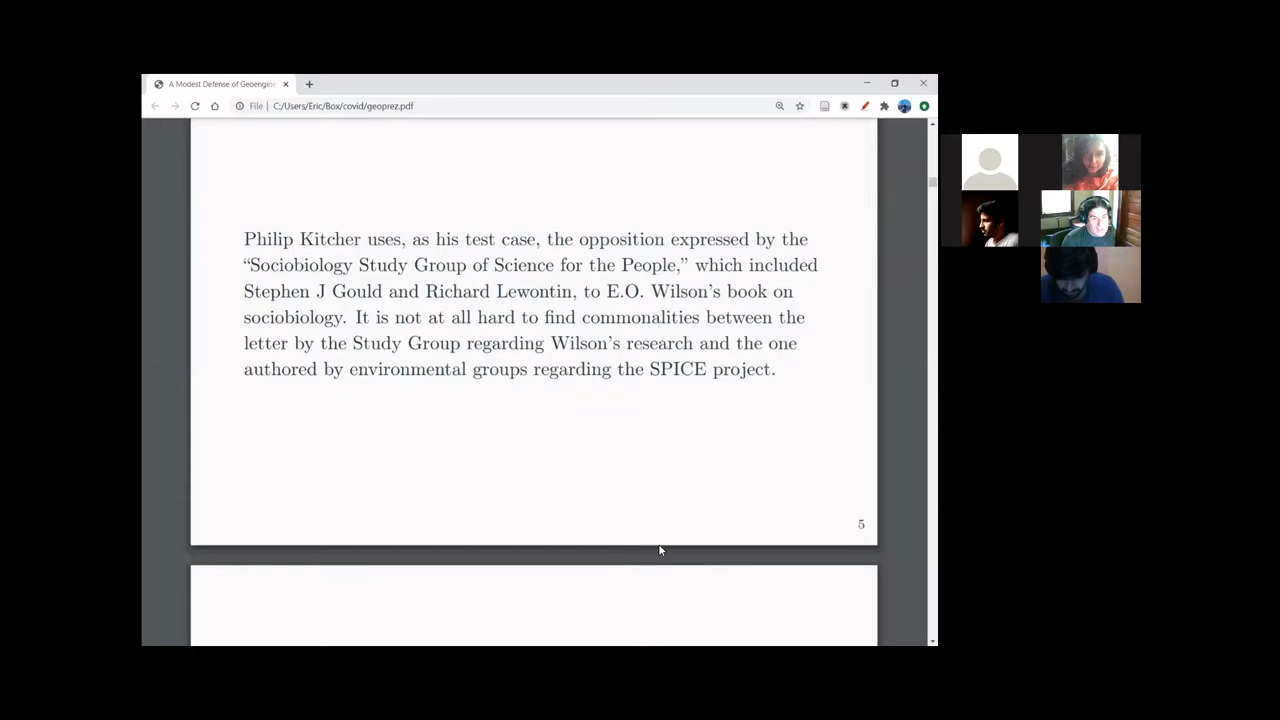 A Modest Defense of Geoengine
File | C:/Users/Eric/Box/covid/geoprez.pdf
Philip Kitcher uses, as his test case, the opposition expressed by the
“Sociobiology Study Group of Science for the People,” which included
Stephen J Gould and Richard Lewontin, to E.O. Wilson’s book on
sociobiology. It is not at all hard to find commonalities between the
letter by the Study Group regarding Wilson’s research and the one
authored by environmental groups regarding the SPICE project.
5